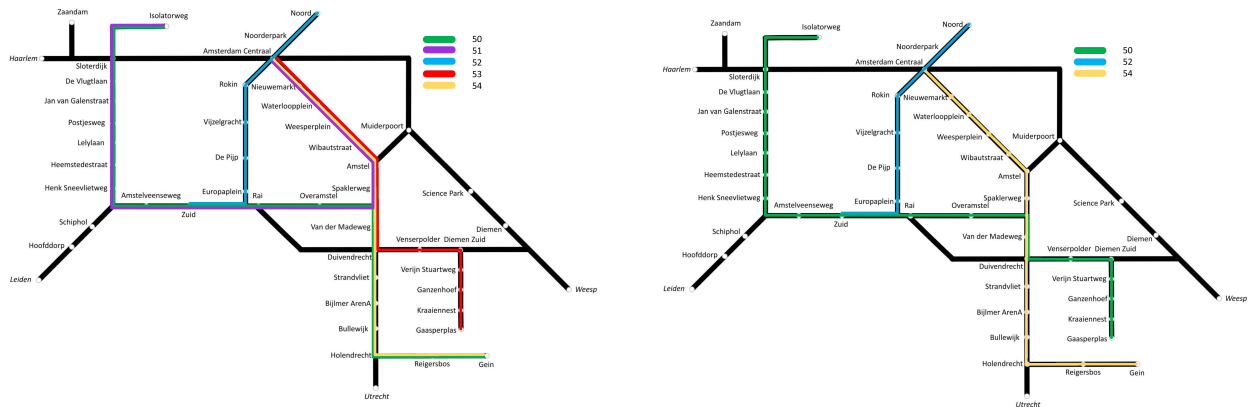 Zaandam
Isolatorweg
Noord
Noorderpark
50
Amsterdam Centraal
51
Haarlem
Sloterdijk
52
De Vlugtlaan
Rokin
Nieuwemarkt
53
54
Jan van Galenstraat
Waterloopplein
Postjesweg
Vijzelgracht
Weesperplein
Muiderpoort
Lelylaan
Wibautstraat
De Pijp
Heemstedestraat
Amstel
Henk Sneevlietweg
Amstelveenseweg
Europaplein
Rai
Overamstel
Spaklerweg
Science Park
Zuid
Schiphol
Van der Madeweg
Diemen
Hoofddorp
Venserpolder
Diemen Zuid
Duivendrecht
Leiden
Strandvliet
Verijn Stuartweg
Ganzenhoef
Weesp
Bijlmer ArenA
Kraaiennest
Bullewijk
Gaasperplas
Holendrecht
Reigersbos
Gein
Utrecht
Zaandam
Isolatorweg
Noord
Noorderpark
50
Amsterdam Centraal
52
Haarlem
Sloterdijk
54
De Vlugtlaan
Rokin
Nieuwemarkt
Jan van Galenstraat
Waterloopplein
Postjesweg
Vijzelgracht
Weesperplein
Muiderpoort
Lelylaan
Wibautstraat
De Pijp
Heemstedestraat
Amstel
Henk Sneevlietweg
Amstelveenseweg
Europaplein
Rai
Overamstel
Spaklerweg
Science Park
Zuid
Schiphol
Van der Madeweg
Diemen
Hoofddorp
Venserpolder
Diemen Zuid
Duivendrecht
Leiden
Strandvliet
Verijn Stuartweg
Ganzenhoef
Weesp
Bijlmer ArenA
Kraaiennest
Bullewijk
Gaasperplas
Holendrecht
Reigersbos
Gein
Utrecht